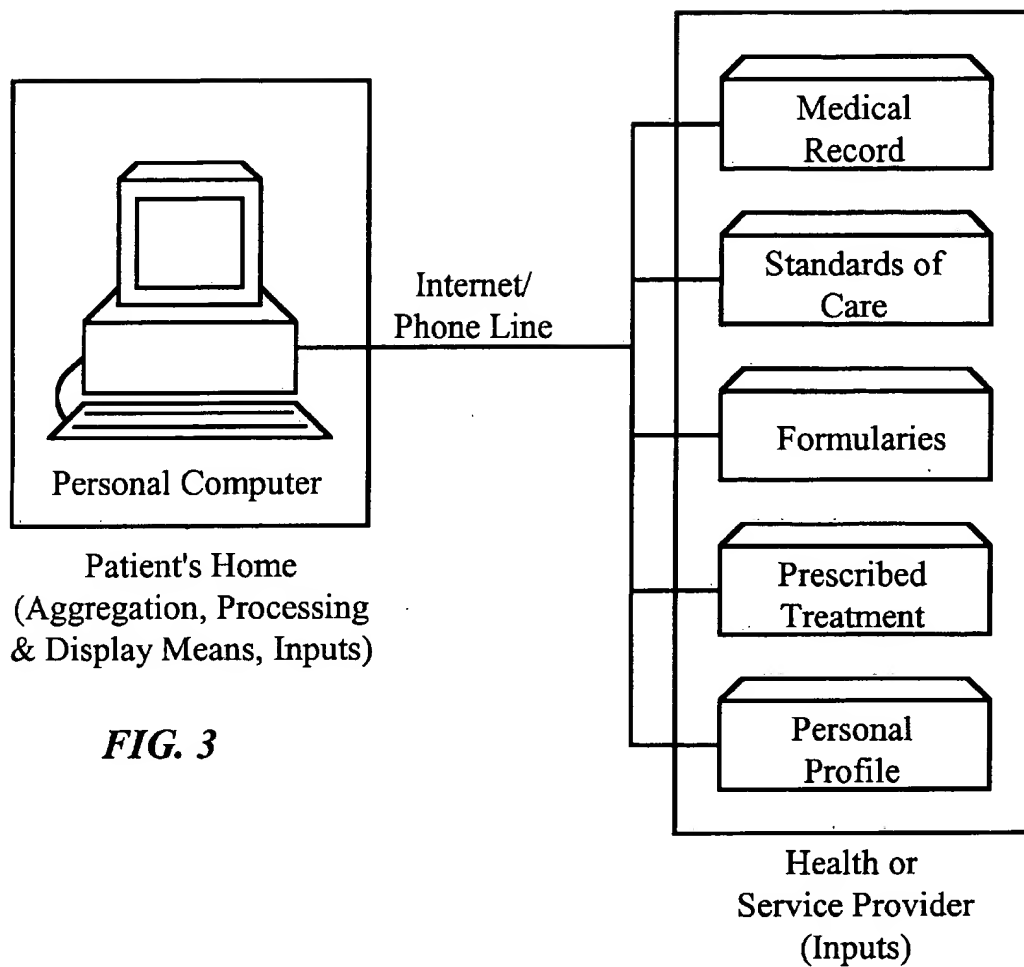 Personal Computer
Patient's Home
(Aggregation, Processing
& Display Means, Inputs)
FIG. 3
Internet/
Phone Line
Medical
Record
Standards of
Care
Formularies
Prescribed
Treatment
Personal
Profile
Health or
Service Provider
(Inputs)